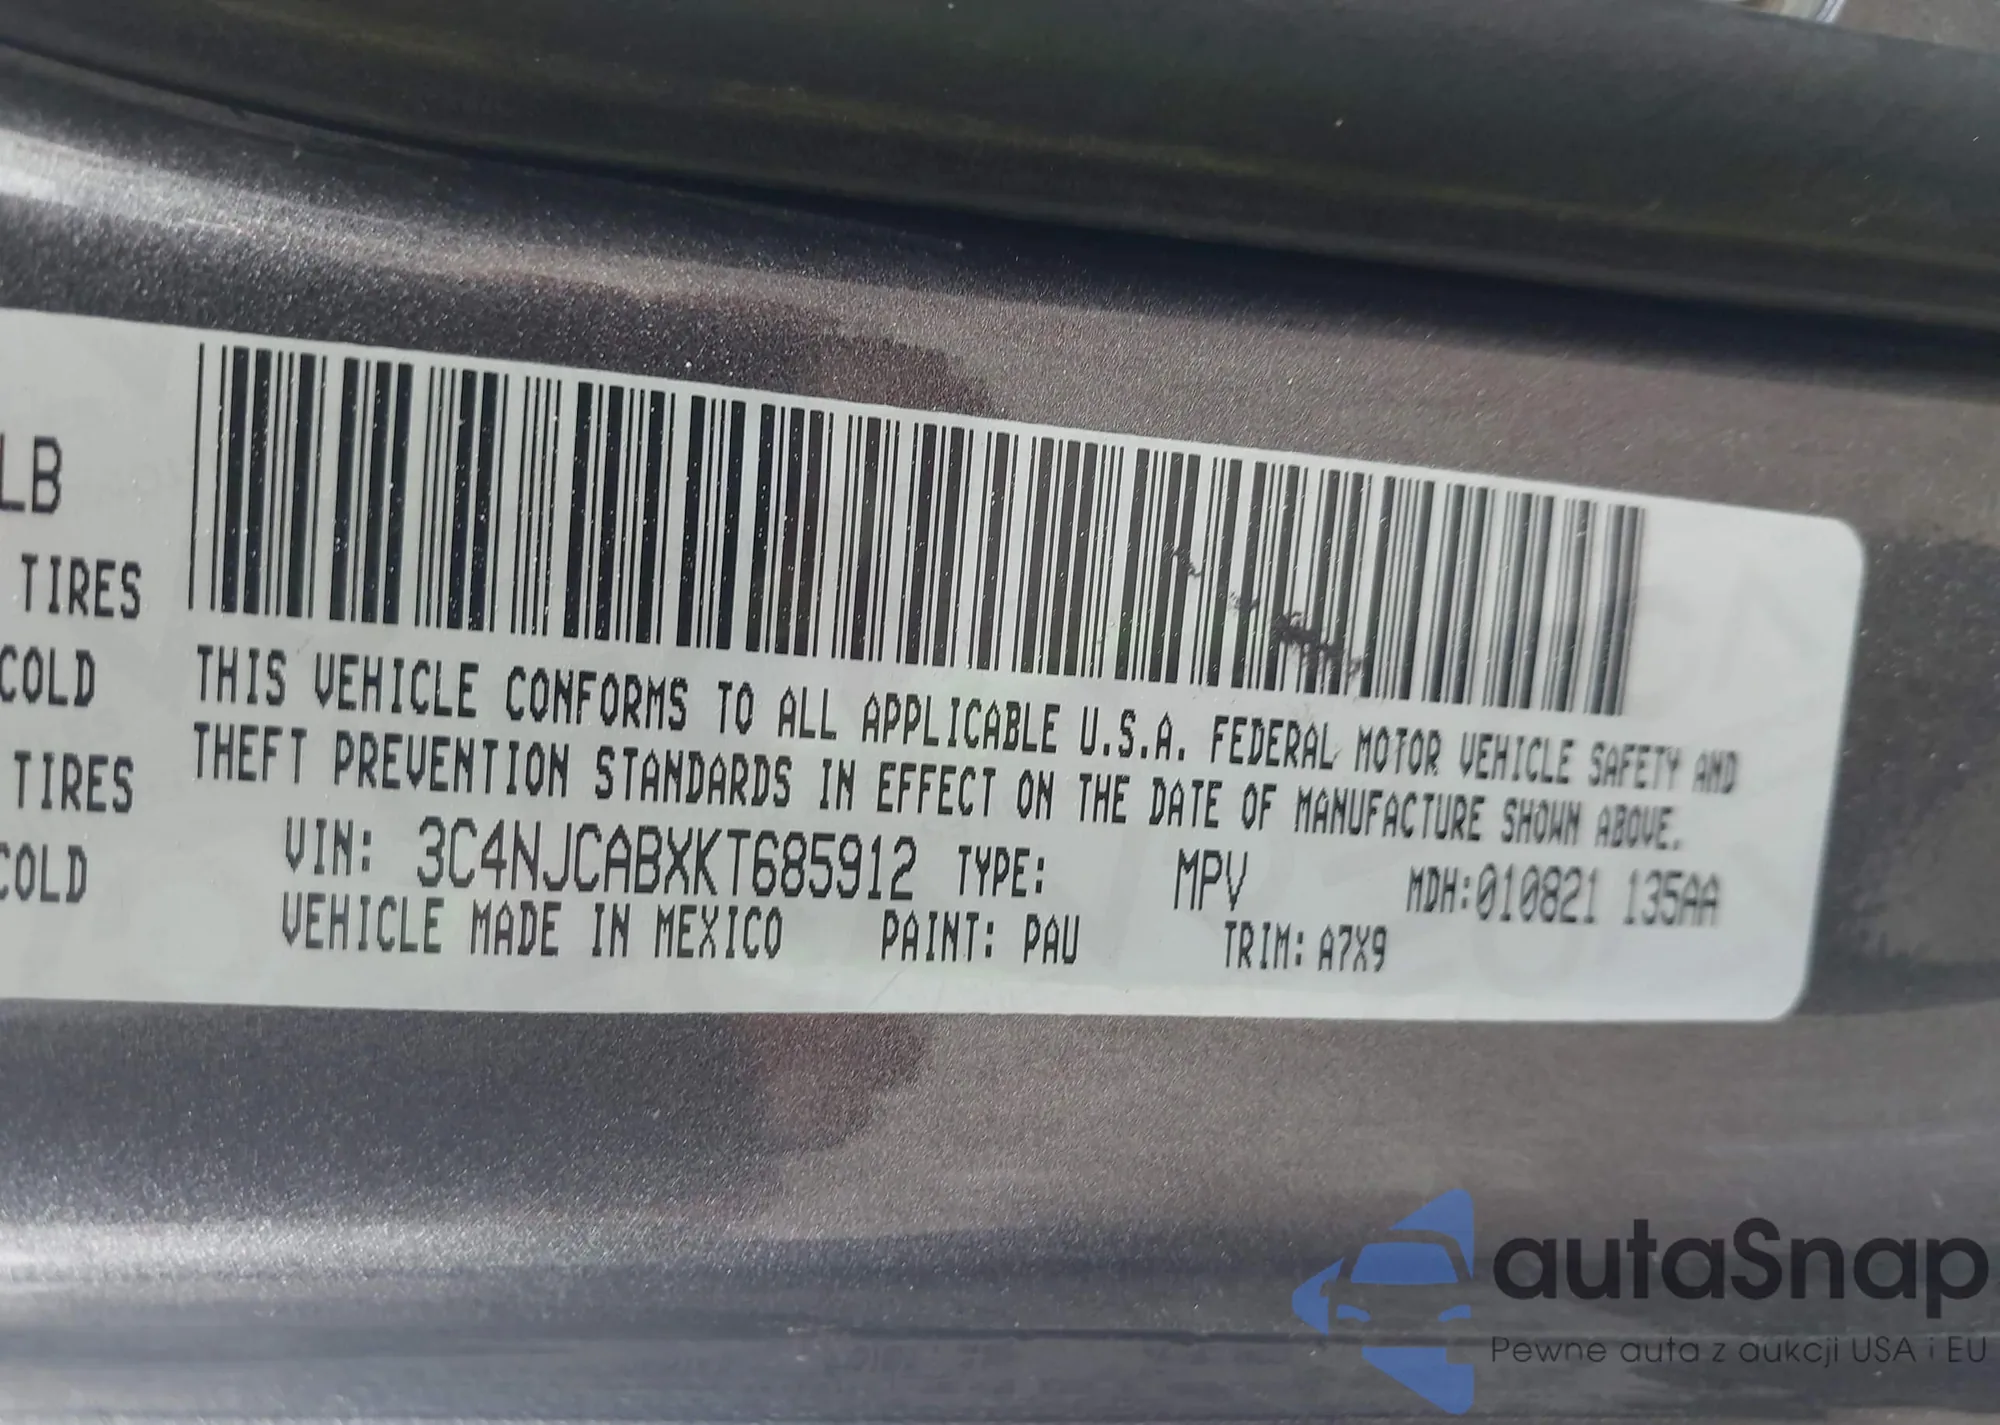 LB
TIRES
COLD
TIRES
COLD
THIS VEHICLE CONFORMS TO ALL APPLICABLE U.S.A. FEDERAL MOTOR VEHICLE SAFETY AND
THEFT PREVENTION STANDARDS IN EFFECT ON THE DATE OF MANUFACTURE SHOWN ABOVE.
VIN: 3C4NJCABXKT685912 TYPE: MPV MDH:010821 135AA
VEHICLE MADE IN MEXICO PAINT: PAU TRIM: A7X9
autaSnap
Pewne auta z aukcji USA i EU